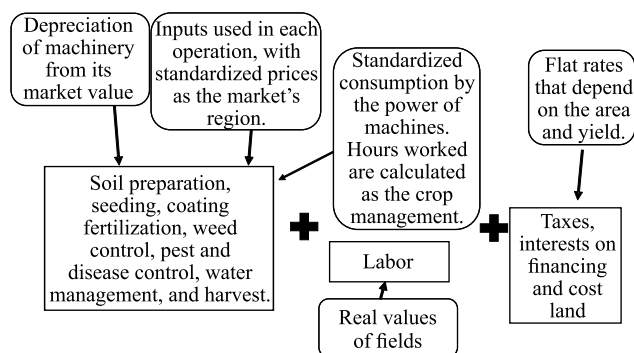 Depreciation
of machinery
from its
market value
Inputs used in each
operation, with
standardized prices
as the market's
region.
Standardized
consumption by
the power of
machines.
Hours worked
are calculated
as the crop
management.
Flat rates
that depend
on the area
and yield.
Soil preparation,
seeding, coating
fertilization, weed
control, pest and
disease control, water
management, and harvest.
Labor
Real values
of fields
Taxes,
interests on
financing
and cost
land